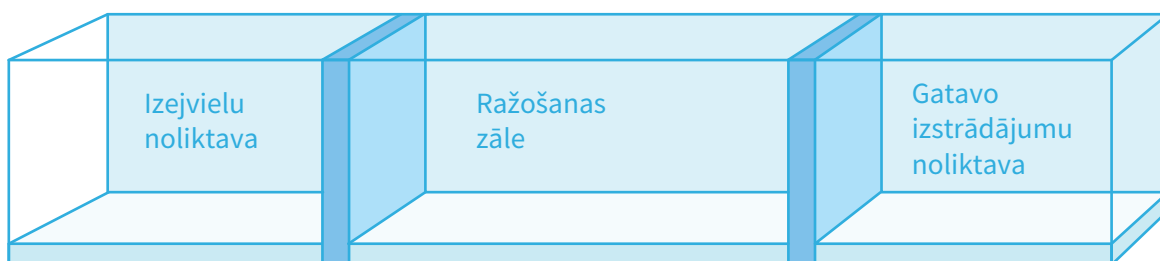 Izejvielu
noliktava
Ražošanas
zāle
Gatavo
izstrādājumu
noliktava